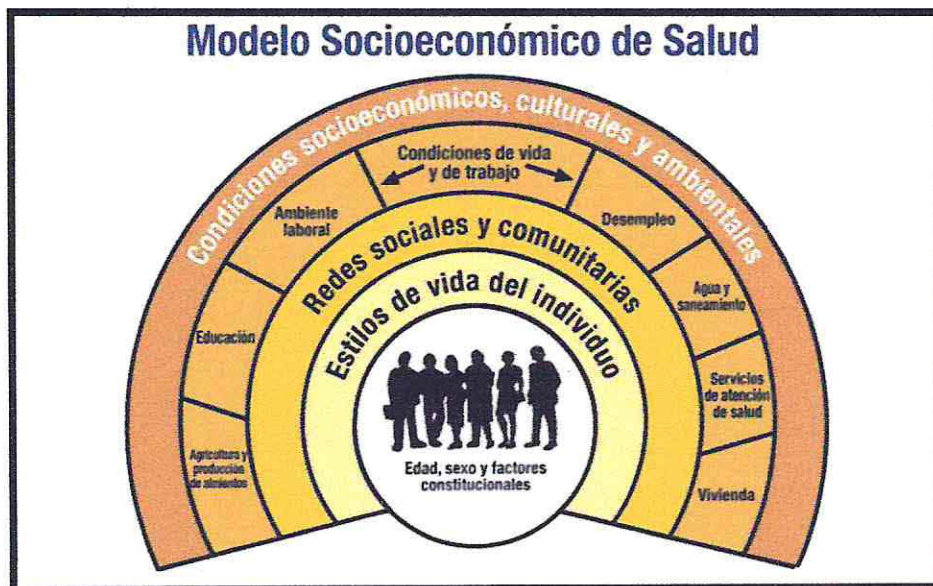 Modelo Socioeconómico de Salud
Condiciones socioeconómicos, culturales y ambientales
Condiciones de vida
y de trabajo
Ambiente
laboral
Desempleo
Redes sociales y comunitarias
Agua y
saneamiento
Estilos de vida del individuo
Educación
Servicios
de atención
de salud
Agricultura y
producción
de alimentos
Edad, sexo y factores
constitucionales
Vivienda